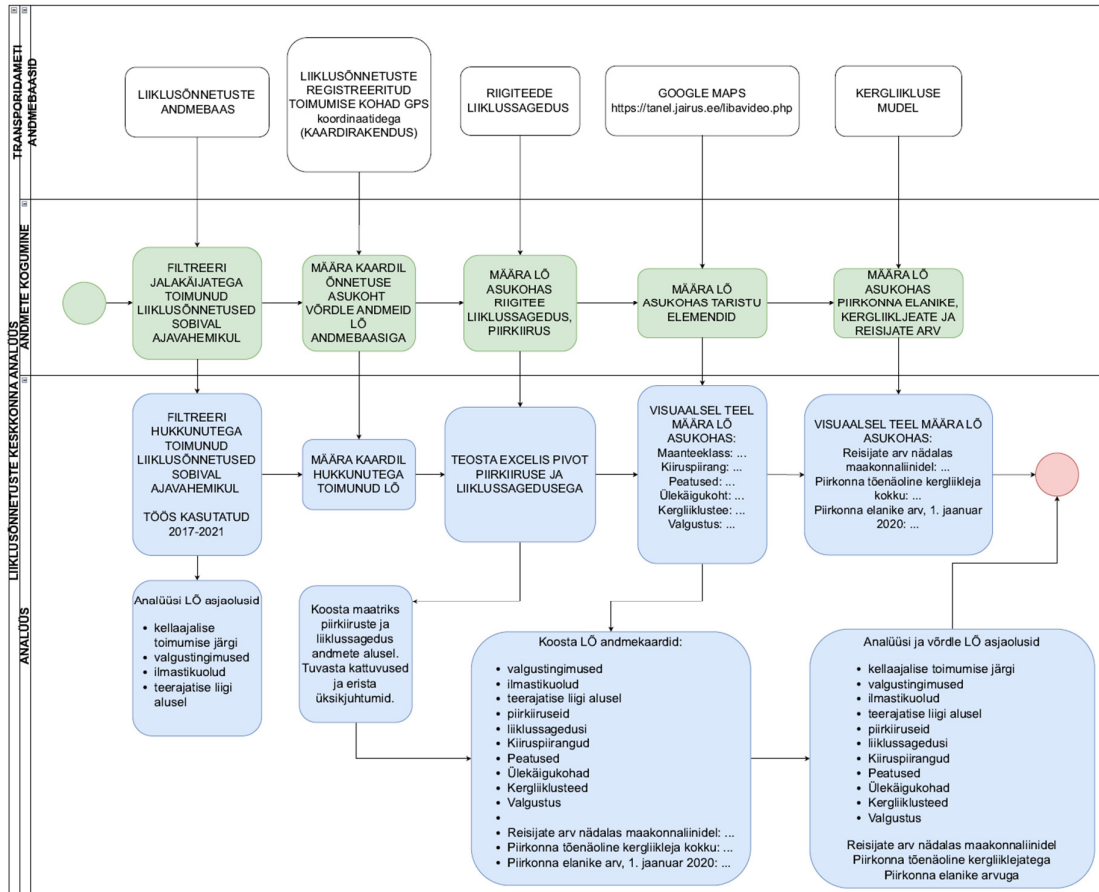 LIIKLUSÕNNETUSTE KESKKONNA ANALÜÜS
TRANSPORIDAMETI
ANDMEBAASID
LIIKLUSÕNNETUSTE
ANDMEBAAS
LIIKLUSÕNNETUSTE
REGISTREERITUD
TOIMUMISE KOHAD GPS
koordinaatidega
(KAARDIRAKENDUS)
RIIGITEEDE
LIIKLUSSAGEDUS
GOOGLE MAPS
https://tanel.jairus.ee/libavideo.php
KERGLIIKLUSE
MUDEL
ANDMETE KOGUMINE
FILTREERI
JALAKÄIJATEGA
TOIMUNUD
LIIKLUSÕNNETUSED
SOBIVAL
AJAVAHEMIKUL
MÄÄRA KAARDIL
ÕNNETUSE
ASUKOHT
VÕRDLE ANDMEID
LÕ
ANDMEBAASIGA
MÄÄRA LÕ
ASUKOHAS
RIIGITEE
LIIKLUSSAGEDUS,
PIIRKIIRUS
MÄÄRA LÕ
ASUKOHAS TARISTU
ELEMENDID
MÄÄRA LÕ
ASUKOHAS
PIIRKONNA ELANIKE,
KERGLIIKLJEATE JA
REISIJATE ARV
ANALÜÜS
FILTREERI
HUKKUNUTEGA
TOIMUNUD
LIIKLUSÕNNETUSED
SOBIVAL
AJAVAHEMIKUL
TÖÖS KASUTATUD
2017-2021
MÄÄRA KAARDIL
HUKKUNUTEGA
TOIMUNUD LÕ
TEOSTA EXCELIS PIVOT
PIIRKIIRUSE JA
LIIKLUSSAGEDUSEGA
VISUAALSEL TEEL
MÄÄRA LÕ
ASUKOHAS:
Maanteeklass: ...
Kiiruspiirang: ...
Peatused: ...
Ülekäigukoht: ...
Kergliiklustee: ...
Valgustus: ...
VISUAALSEL TEEL MÄÄRA LÕ
ASUKOHAS:
Reisijate arv nädalas
maakonnaliinidel: ...
Piirkonna tõenäoline kergliikleja
kokku: ...
Piirkonna elanike arv, 1. jaanuar
2020: ...
Analüüsi LÕ asjaolusid
• kellaajalise
toimumise järgi
• valgustingimused
• ilmastikuolud
• teerajatise liigi
alusel
Koosta maatriks
piirkiiruste ja
liiklussagedus
andmete alusel.
Tuvasta kattuvused
ja erista
üksikjuhtumid.
Koosta LÕ andmekaardid:
• valgustingimused
• ilmastikuolud
• teerajatise liigi alusel
• piirkiiruseid
• liiklussagedusi
• Kiiruspiirangud
• Peatused
• Ülekäigukohad
• Kergliiklusteed
• Valgustus
•
• Reisijate arv nädalas maakonnaliinidel: ...
• Piirkonna tõenäoline kergliikleja kokku: ...
• Piirkonna elanike arv, 1. jaanuar 2020: ...
Analüüsi ja võrdle LÕ asjaolusid
• kellaajalise toimumise järgi
• valgustingimused
• ilmastikuolud
• teerajatise liigi alusel
• piirkiiruseid
• liiklussagedusi
• Kiiruspiirangud
• Peatused
• Ülekäigukohad
• Kergliiklusteed
• Valgustus
Reisijate arv nädalas maakonnaliinidel
Piirkonna tõenäoline kergliiklejatega
Piirkonna elanike arvuga